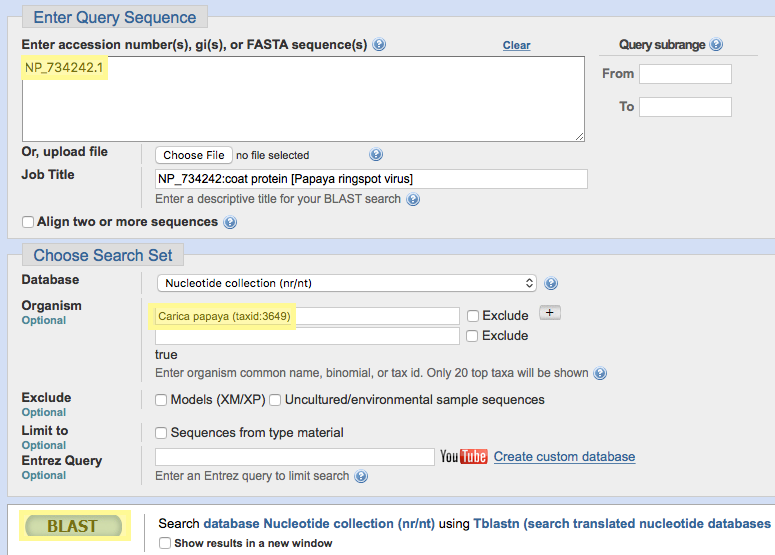 Enter Query Sequence
Enter accession number(s), gi(s), or FASTA sequence(s) ? Clear Query subrange ?
NP_734242.1
From
To
Or, upload file Choose File no file selected ?
Job Title NP_734242:coat protein [Papaya ringspot virus]
Enter a descriptive title for your BLAST search ?
Align two or more sequences ?
Choose Search Set
Database Nucleotide collection (nr/nt) ?
Organism Carica papaya (taxid:3649) Exclude +
Optional
Exclude
true
Enter organism common name, binomial, or tax id. Only 20 top taxa will be shown ?
Exclude Models (XM/XP) Uncultured/environmental sample sequences
Optional
Limit to Sequences from type material
Optional
Entrez Query YouTube Create custom database
Optional Enter an Entrez query to limit search ?
BLAST Search database Nucleotide collection (nr/nt) using Tblastn (search translated nucleotide databases
Show results in a new window